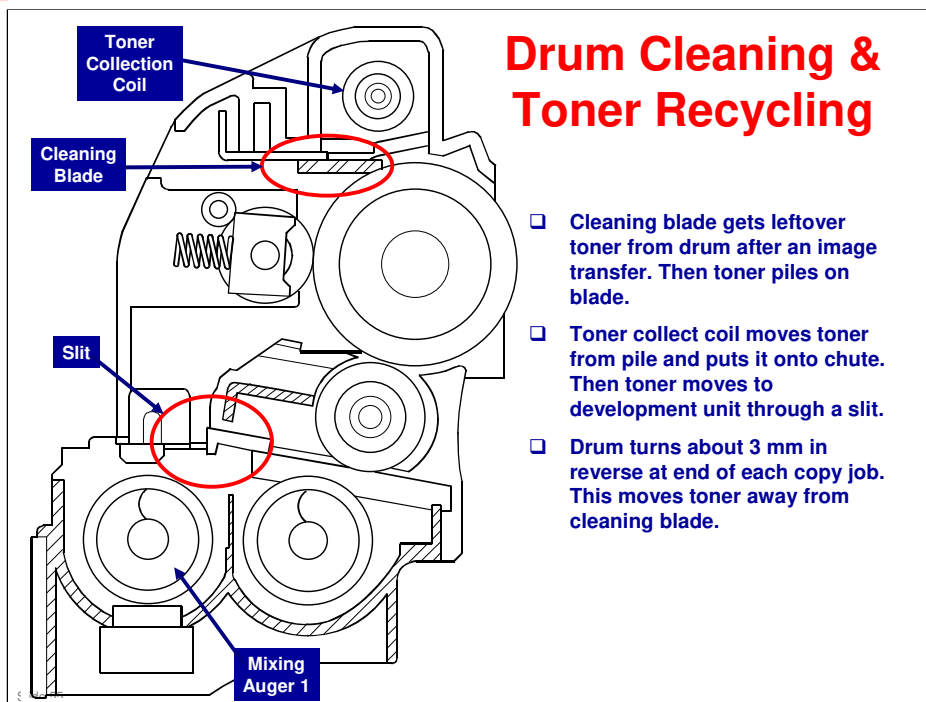 Drum Cleaning &
Toner Recycling
Toner
Collection
Coil
Cleaning
Blade
Slit
Mixing
Auger 1
❑ Cleaning blade gets leftover
toner from drum after an image
transfer. Then toner piles on
blade.
❑ Toner collect coil moves toner
from pile and puts it onto chute.
Then toner moves to
development unit through a slit.
❑ Drum turns about 3 mm in
reverse at end of each copy job.
This moves toner away from
cleaning blade.